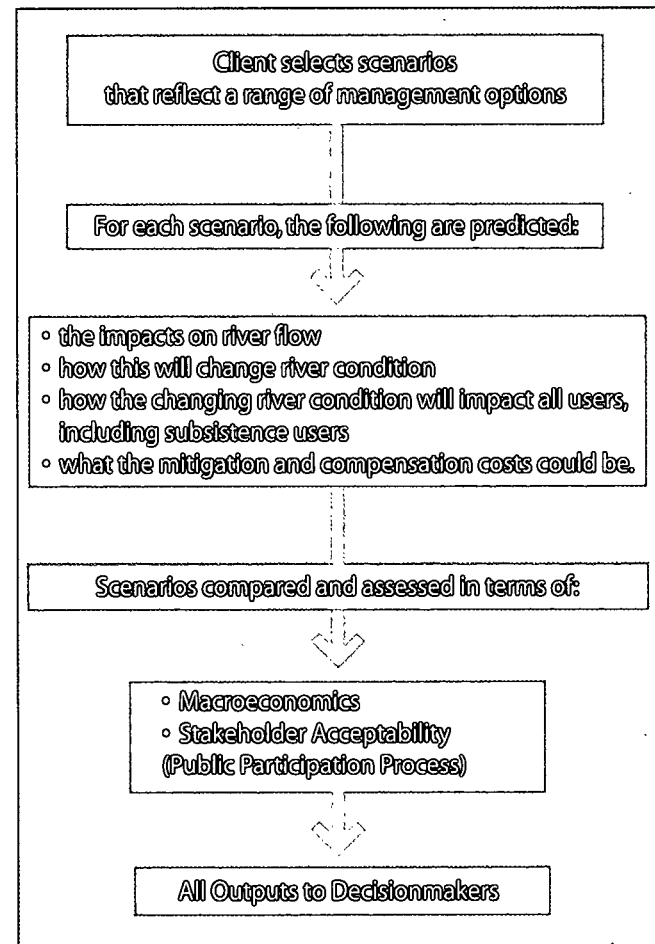 Client selects scenarios
that reflect a range of management options
For each scenario, the following are predicted:
• the impacts on river flow
• how this will change river condition
• how the changing river condition will impact all users,
including subsistence users
• what the mitigation and compensation costs could be.
Scenarios compared and assessed in terms of:
• Macroeconomics
• Stakeholder Acceptability
(Public Participation Process)
All Outputs to Decisionmakers